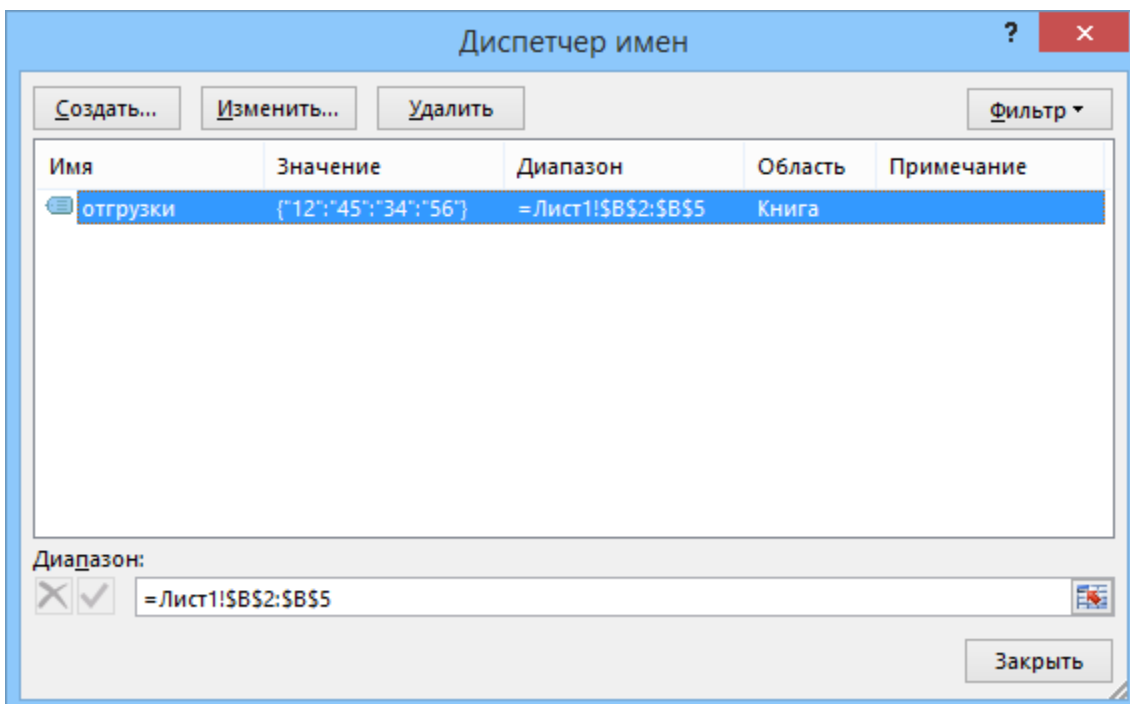 Диспетчер имен
?
Создать... Изменить... Удалить Фильтр
Имя Значение Диапазон Область Примечание
отгрузки {"12":"45":"34":"56"} =Лист1!$B$2:$B$5 Книга
Диапазон:
=Лист1!$B$2:$B$5
Закрыть